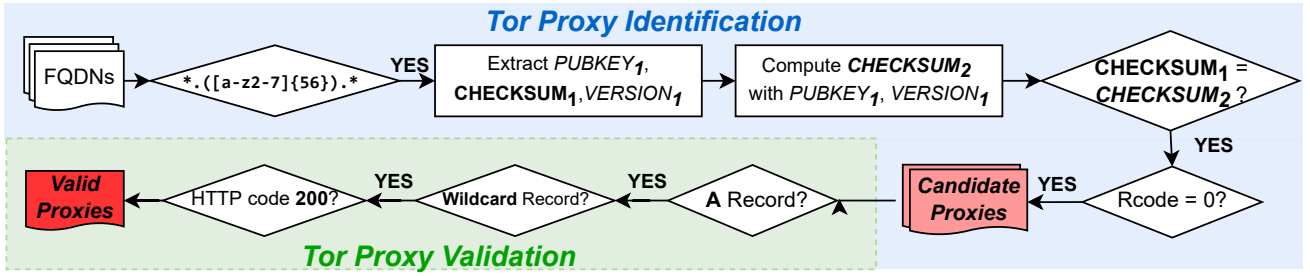 Tor Proxy Identification
FQDNs
*.([a-z2-7]{56}).*
YES
Extract PUBKEY1,
CHECKSUM1,VERSION1
Compute CHECKSUM2
with PUBKEY1, VERSION1
CHECKSUM1 =
CHECKSUM2 ?
YES
Rcode = 0?
YES
Candidate
Proxies
A Record?
YES
Wildcard Record?
YES
HTTP code 200?
Valid
Proxies
Tor Proxy Validation